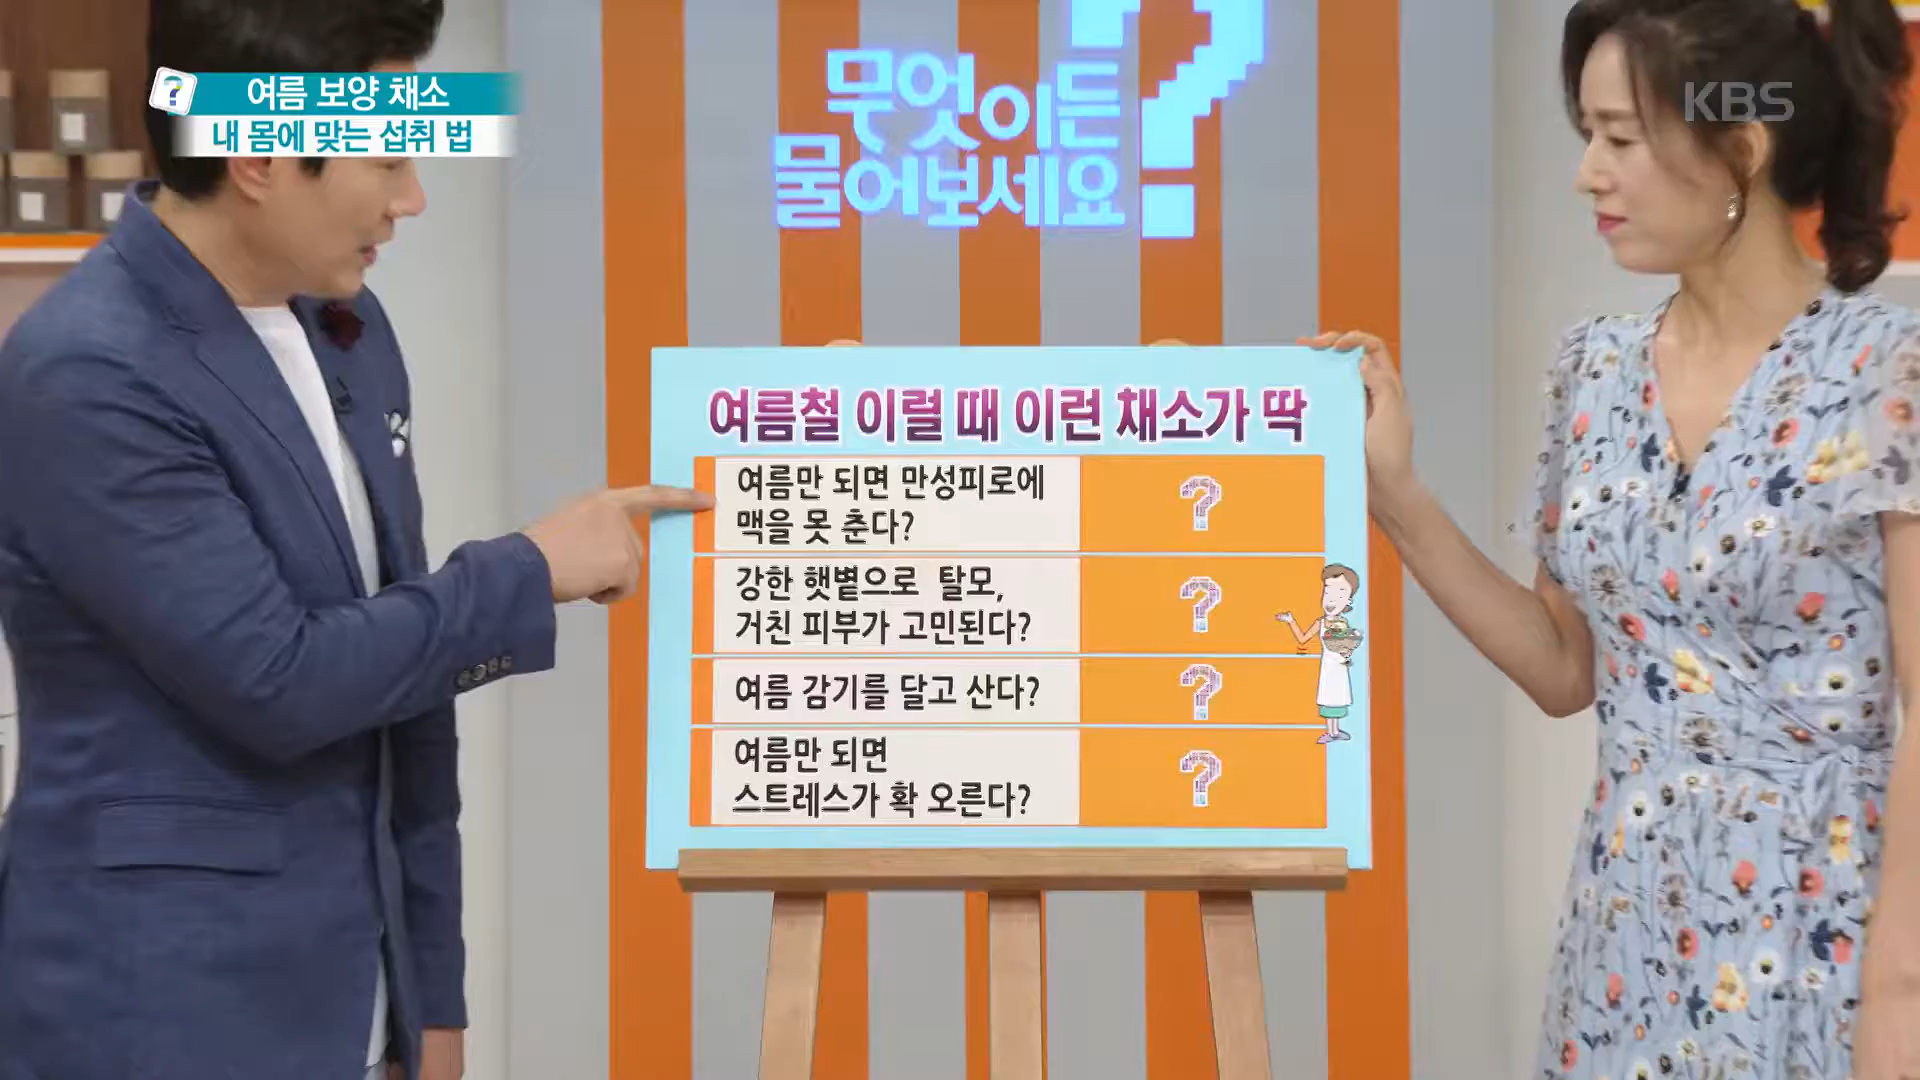 여름 보양 채소
내 몸에 맞는 섭취 법
무엇이든
물어보세요?
KBS
여름철 이럴 때 이런 채소가 딱
여름만 되면 만성피로에
맥을 못 춘다?
?
강한 햇볕으로 탈모,
거친 피부가 고민된다?
?
여름 감기를 달고 산다?
?
여름만 되면
스트레스가 확 오른다?
?